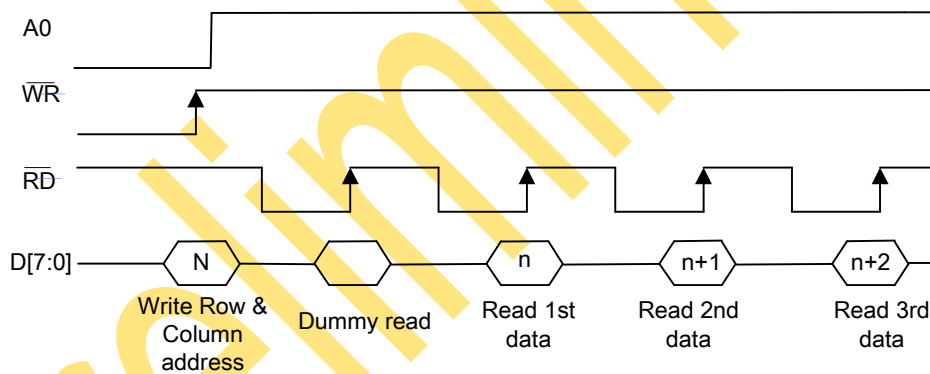 A0
WR
RD
D[7:0]
N
n
n+1
n+2
Write Row &
Column
address
Dummy read
Read 1st
data
Read 2nd
data
Read 3rd
data